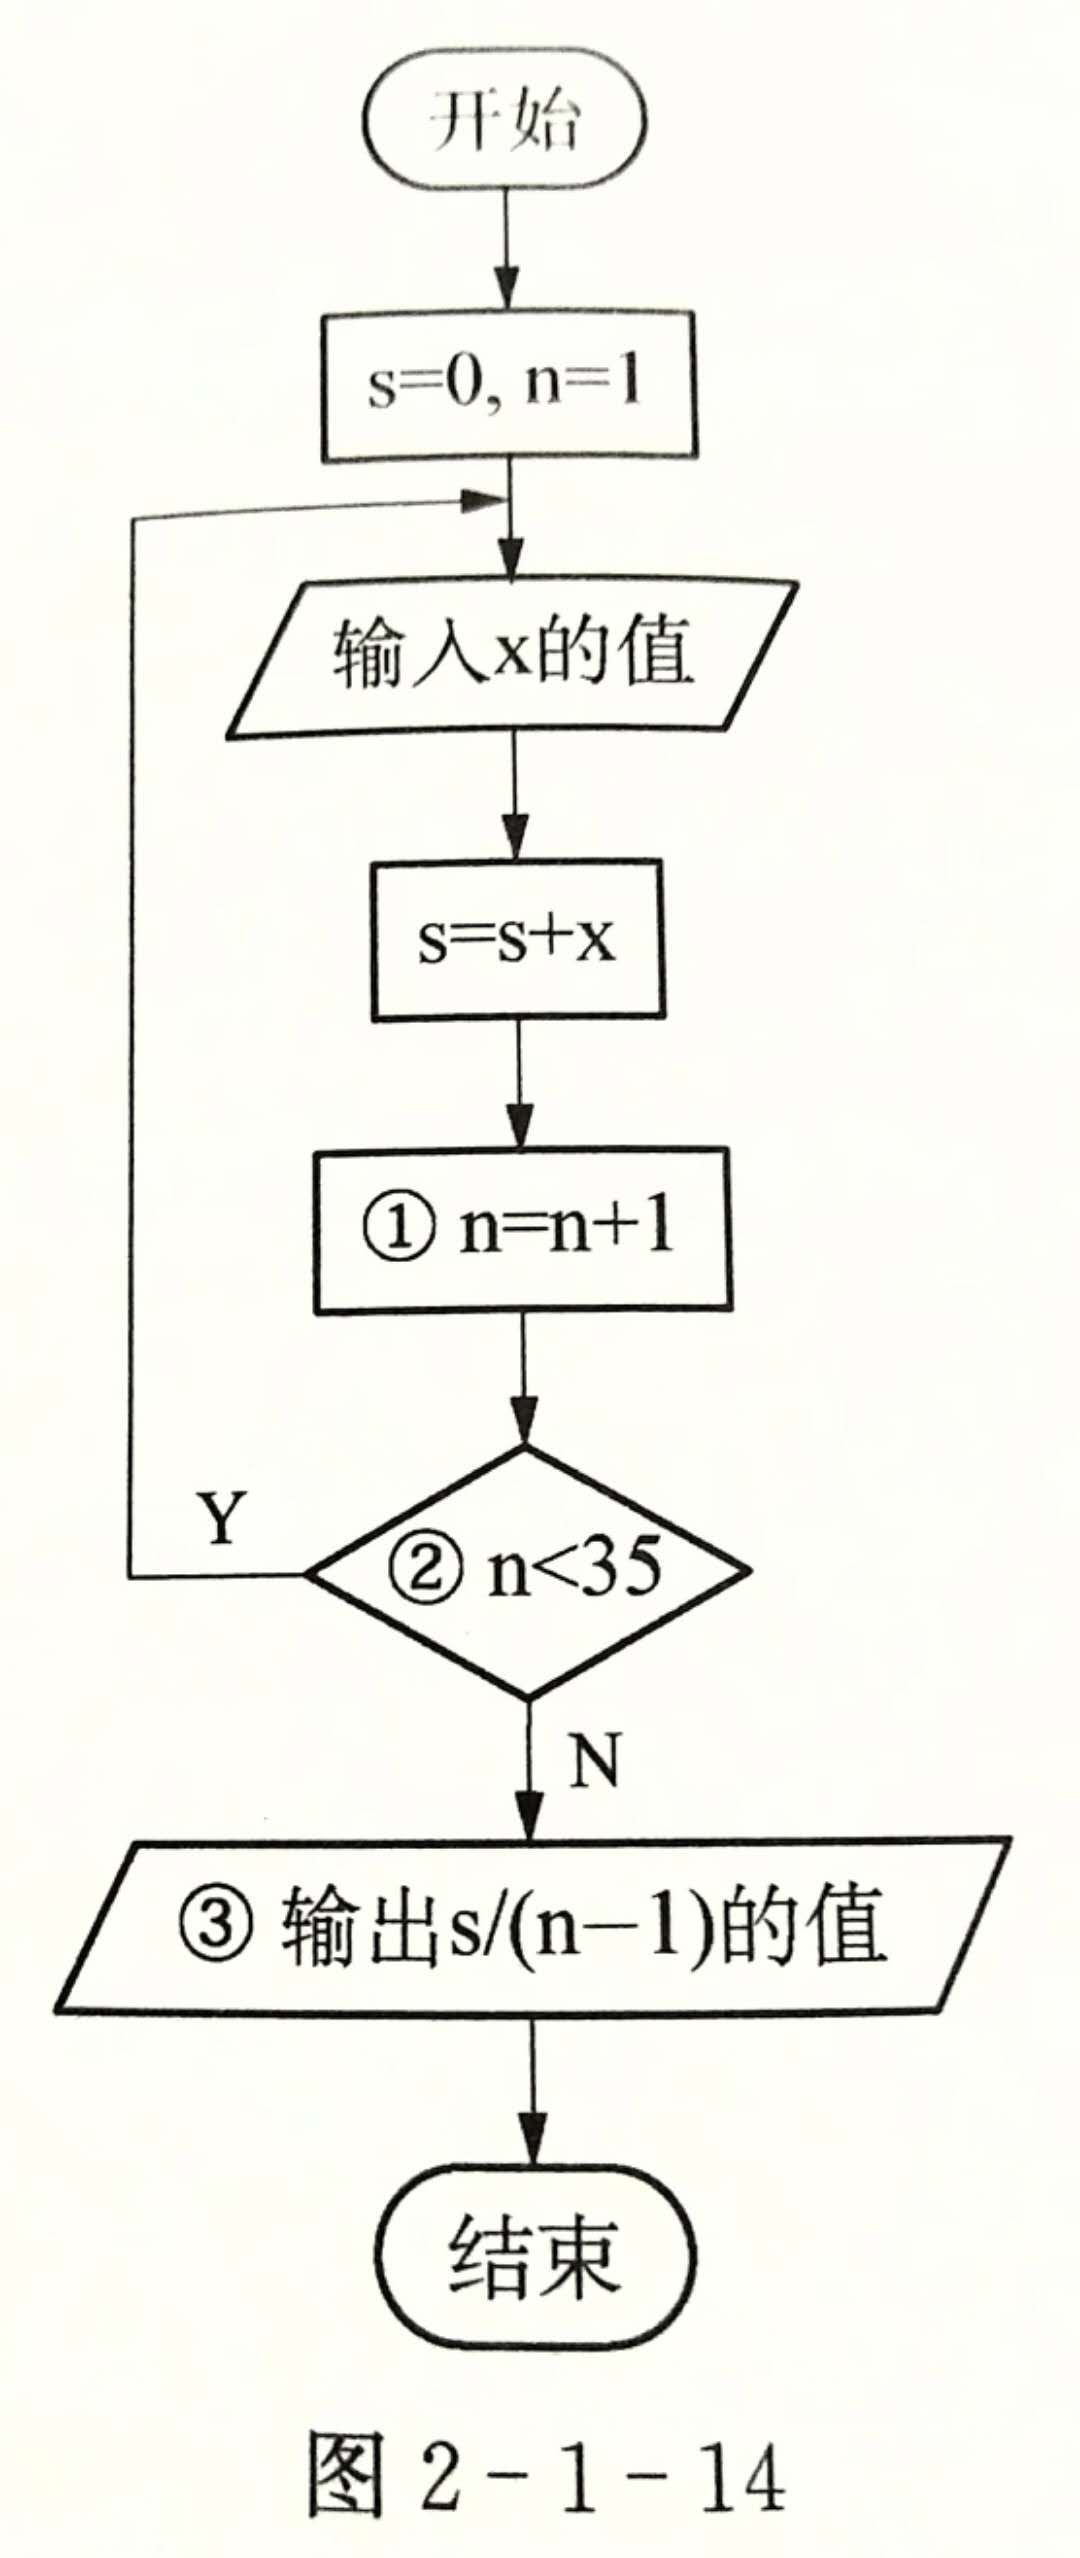 开始
s=0, n=1
输入x的值
s=s+x
① n=n+1
② n<35
Y
N
③ 输出s/(n−1)的值
结束
图 2-1-14